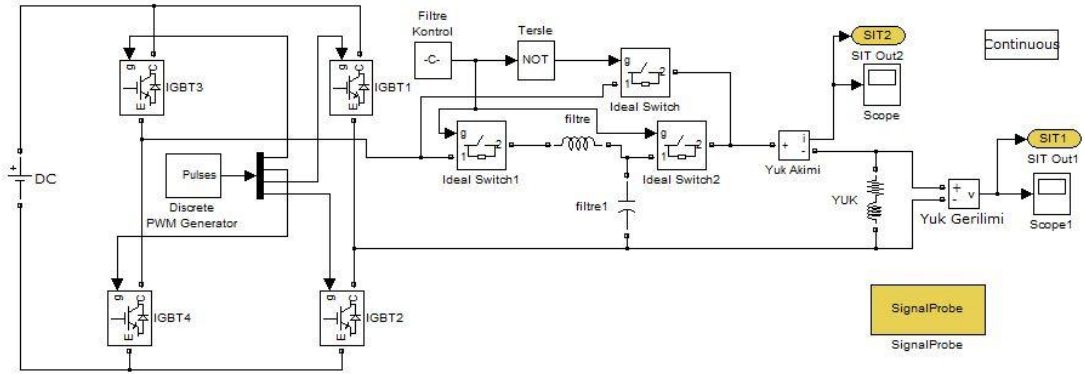 DC
g
C
E
IGBT3
g
C
E
IGBT1
Pulses
Discrete
PWM Generator
g
C
E
IGBT4
g
C
E
IGBT2
Filtre
Kontrol
-C-
Tersle
NOT
g
1
2
Ideal Switch
g
1
2
Ideal Switch1
filtre
filtre1
g
1
2
Ideal Switch2
+
i
-
Yuk Akimi
SIT2
SIT Out2
Scope
Continuous
YUK
+
-
v
Yuk Gerilimi
SIT1
SIT Out1
Scope1
SignalProbe
SignalProbe